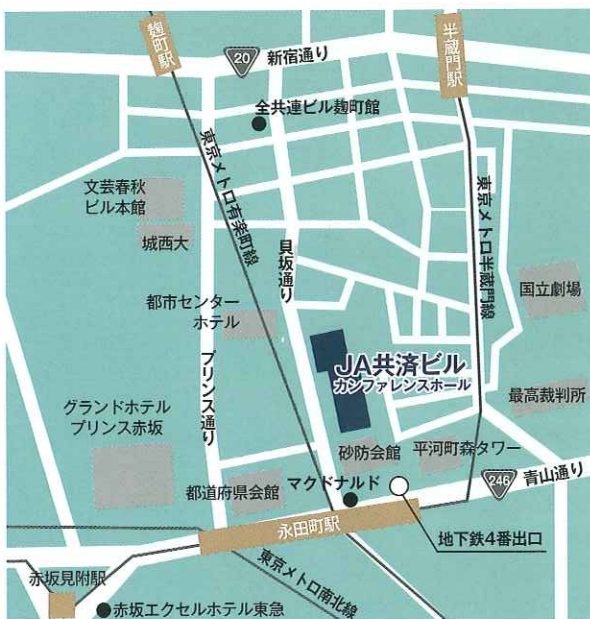 麹町駅
20
新宿通り
半蔵門駅
全共連ビル麹町館
東京メトロ有楽町線
文芸春秋
ビル本館
城西大
貝坂通り
東京メトロ半蔵門線
国立劇場
都市センター
ホテル
プリンス通り
JA共済ビル
カンファレンスホール
最高裁判所
グランドホテル
プリンス赤坂
砂防会館
平河町森タワー
都道府県会館
マクドナルド
246
青山通り
永田町駅
地下鉄4番出口
赤坂見附駅
東京メトロ南北線
赤坂エクセルホテル東急